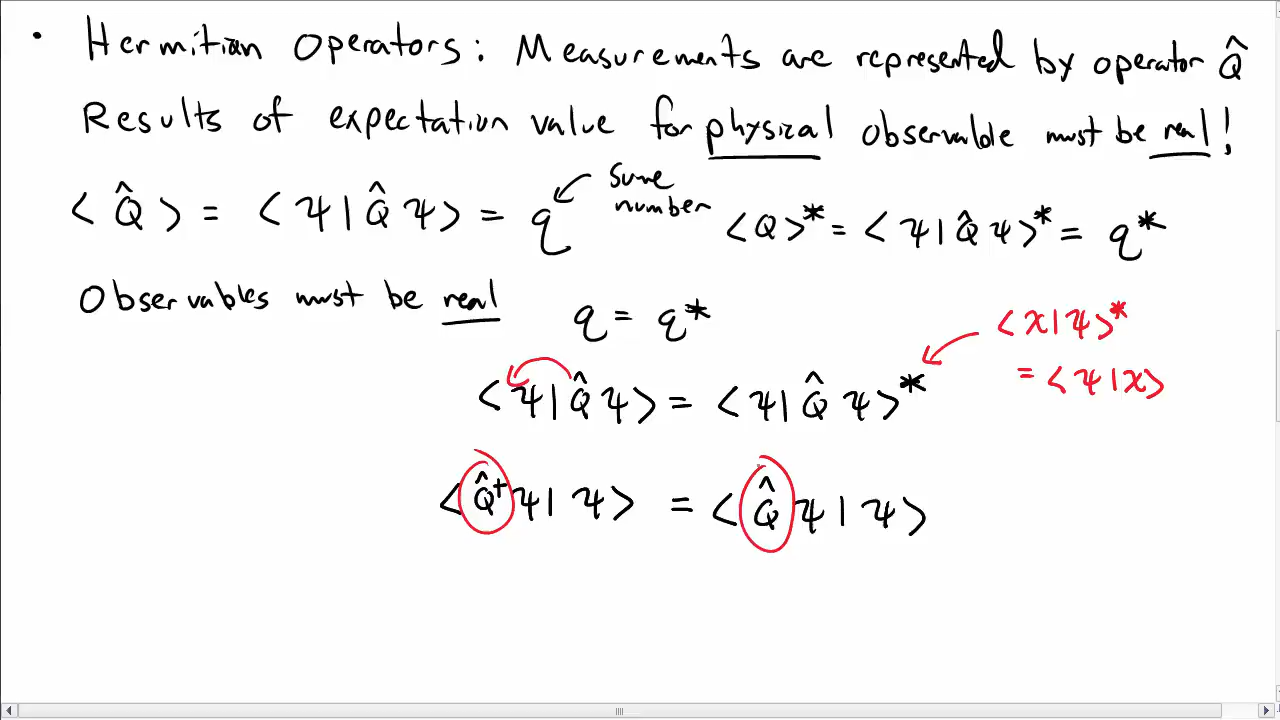 • Hermitian Operators: Measurements are represented by operator Q̂
Results of expectation value for physical observable must be real!
<Q̂> = <Ψ|Q̂Ψ> = q
some
number
<Q>* = <Ψ|Q̂Ψ>* = q*
Observables must be real
q = q*
<Ψ|Q̂Ψ> = <Ψ|Q̂Ψ>*
<χ|Ψ>*
= <Ψ|χ>
<Q̂†Ψ|Ψ> = <Q̂Ψ|Ψ>